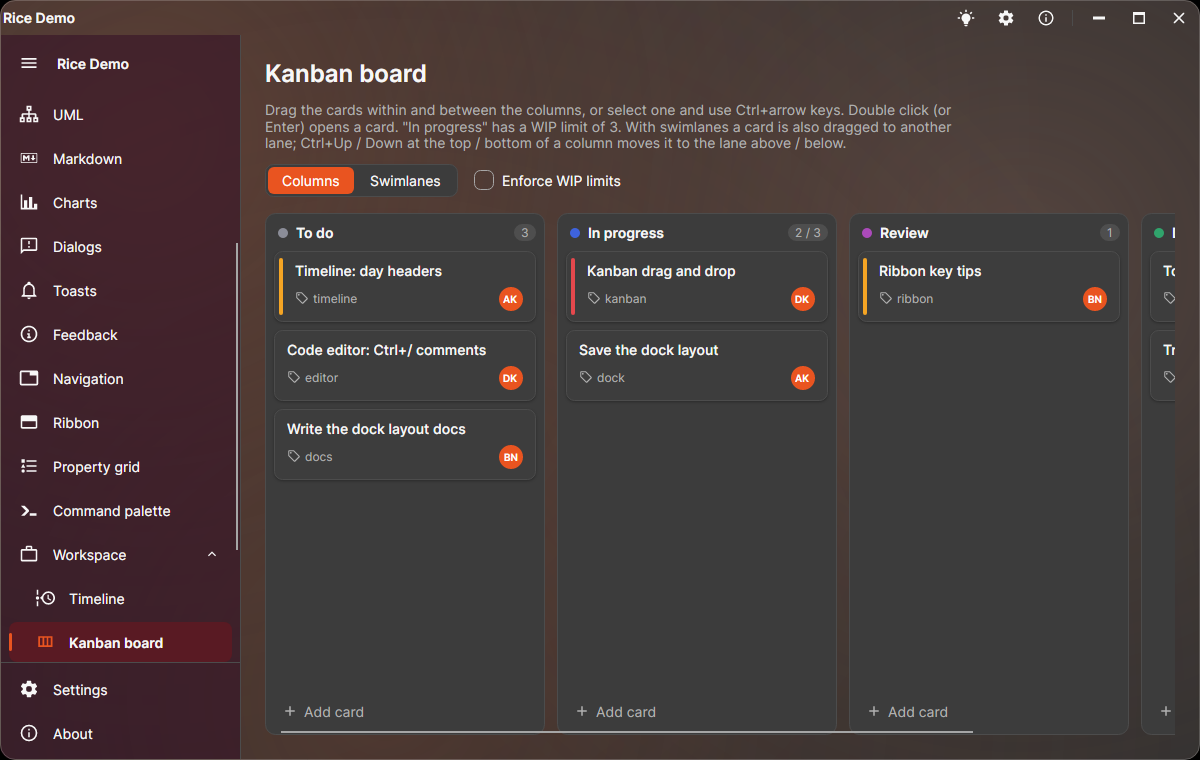 Rice Demo
Rice Demo
UML
Markdown
Charts
Dialogs
Toasts
Feedback
Navigation
Ribbon
Property grid
Command palette
Workspace
Timeline
Kanban board
Settings
About
Kanban board
Drag the cards within and between the columns, or select one and use Ctrl+arrow keys. Double click (or
Enter) opens a card. "In progress" has a WIP limit of 3. With swimlanes a card is also dragged to another
lane; Ctrl+Up / Down at the top / bottom of a column moves it to the lane above / below.
Columns
Swimlanes
Enforce WIP limits
To do
3
Timeline: day headers
timeline
AK
Code editor: Ctrl+/ comments
editor
DK
Write the dock layout docs
docs
BN
+ Add card
In progress
2 / 3
Kanban drag and drop
kanban
DK
Save the dock layout
dock
AK
+ Add card
Review
1
Ribbon key tips
ribbon
BN
+ Add card